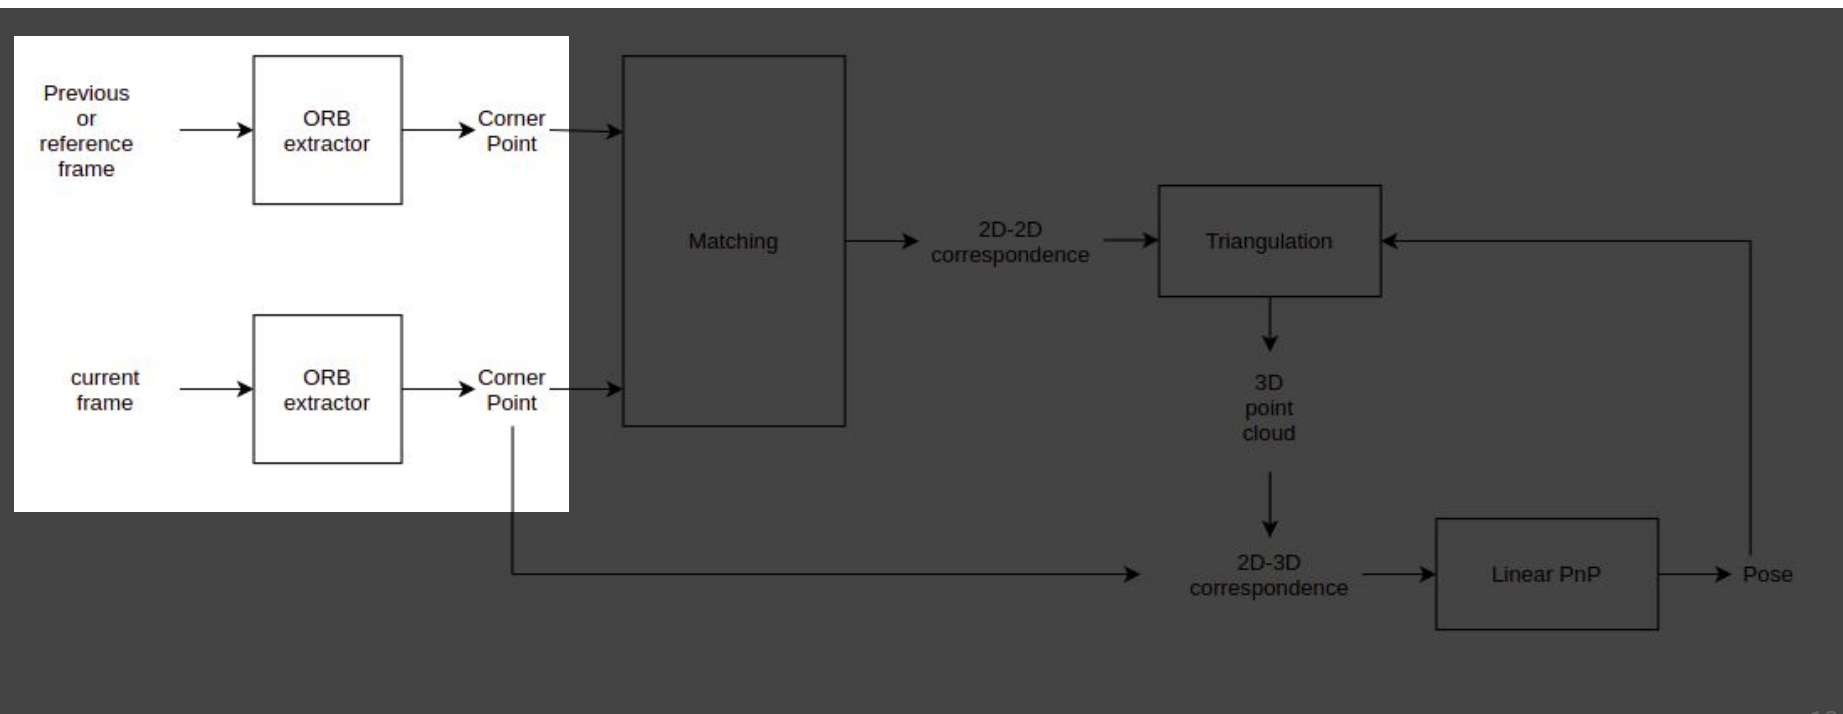 Previous
or
reference
frame
ORB
extractor
Corner
Point
current
frame
ORB
extractor
Corner
Point
Matching
2D-2D
correspondence
Triangulation
3D
point
cloud
2D-3D
correspondence
Linear PnP
Pose